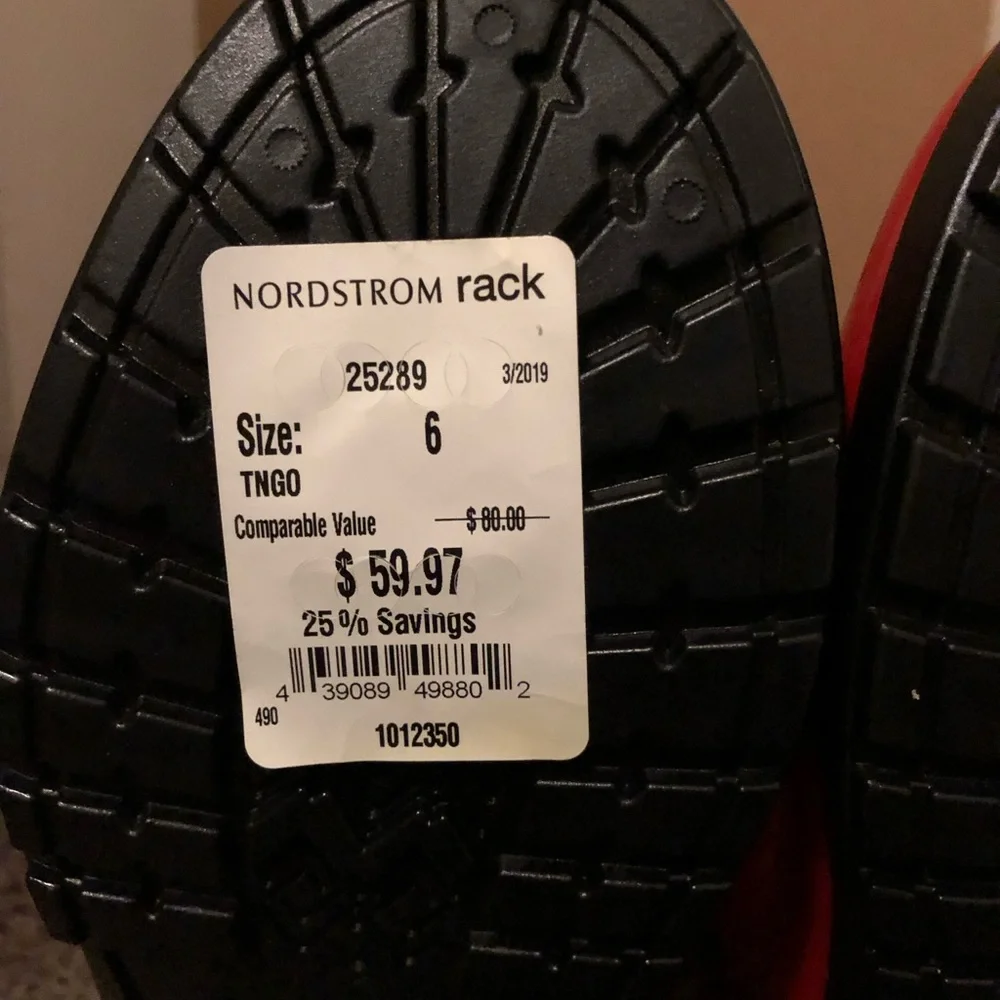 NORDSTROM rack
25289 3/2019
Size: 6
TNGO
Comparable Value $80.00
$ 59.97
25% Savings
4 39089 49880 2
490
1012350